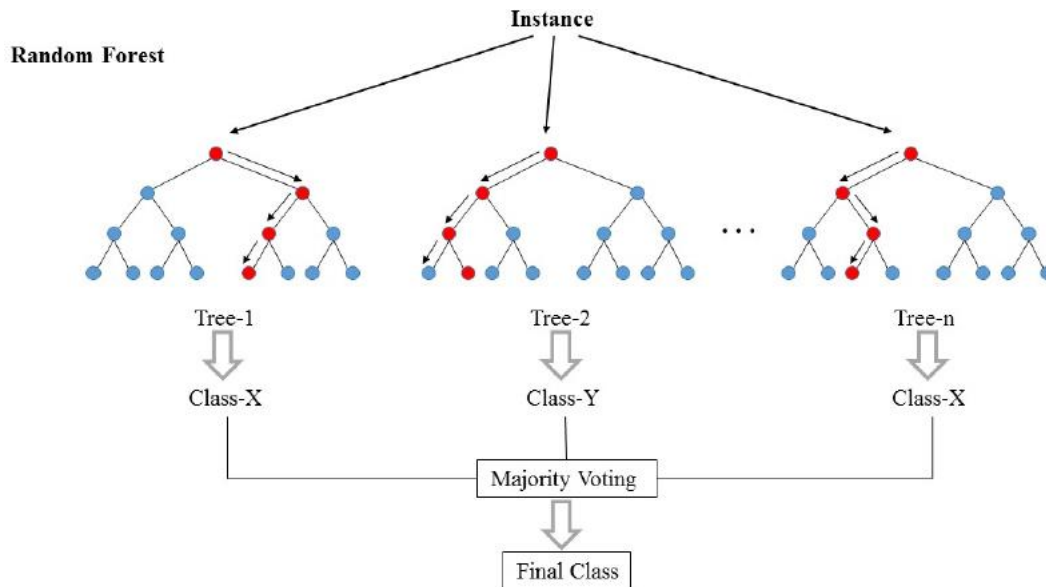 Instance
Random Forest
...
Tree-1
Tree-2
Tree-n
Class-X
Class-Y
Class-X
Majority Voting
Final Class